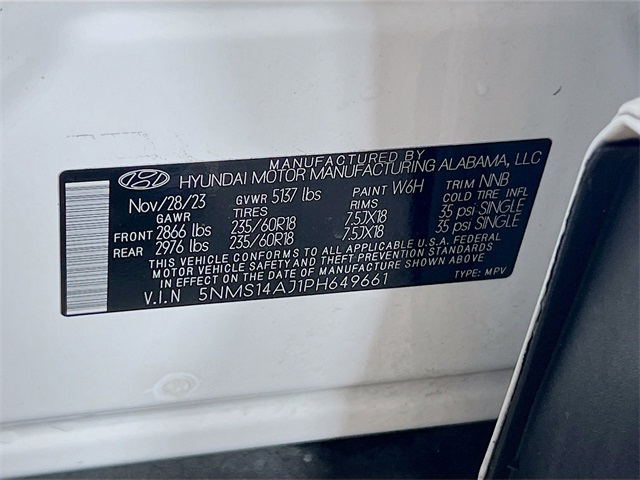 MANUFACTURED BY
HYUNDAI MOTOR MANUFACTURING ALABAMA, LLC
Nov/28/23 GVWR 5137 lbs PAINT W6H TRIM NNB
GAWR TIRES RIMS COLD TIRE INFL
FRONT 2866 lbs 235/60R18 7.5JX18 35 psi SINGLE
REAR 2976 lbs 235/60R18 7.5JX18 35 psi SINGLE
THIS VEHICLE CONFORMS TO ALL APPLICABLE U.S.A. FEDERAL
MOTOR VEHICLE SAFETY AND THEFT PREVENTION STANDARDS
IN EFFECT ON THE DATE OF MANUFACTURE SHOWN ABOVE
V.I.N 5NMS14AJ1PH649661 TYPE: MPV